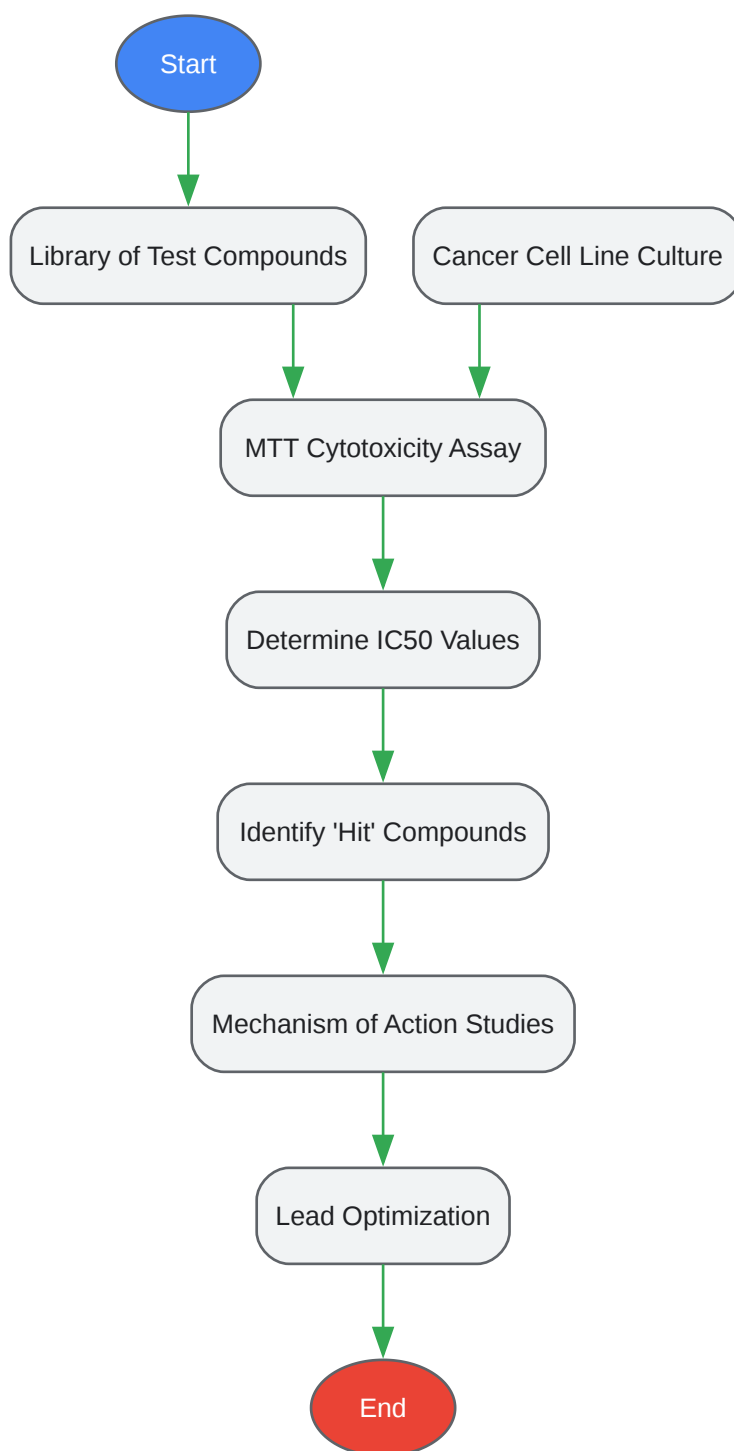 Start
Library of Test Compounds
Cancer Cell Line Culture
MTT Cytotoxicity Assay
Determine IC50 Values
Identify 'Hit' Compounds
Mechanism of Action Studies
Lead Optimization
End